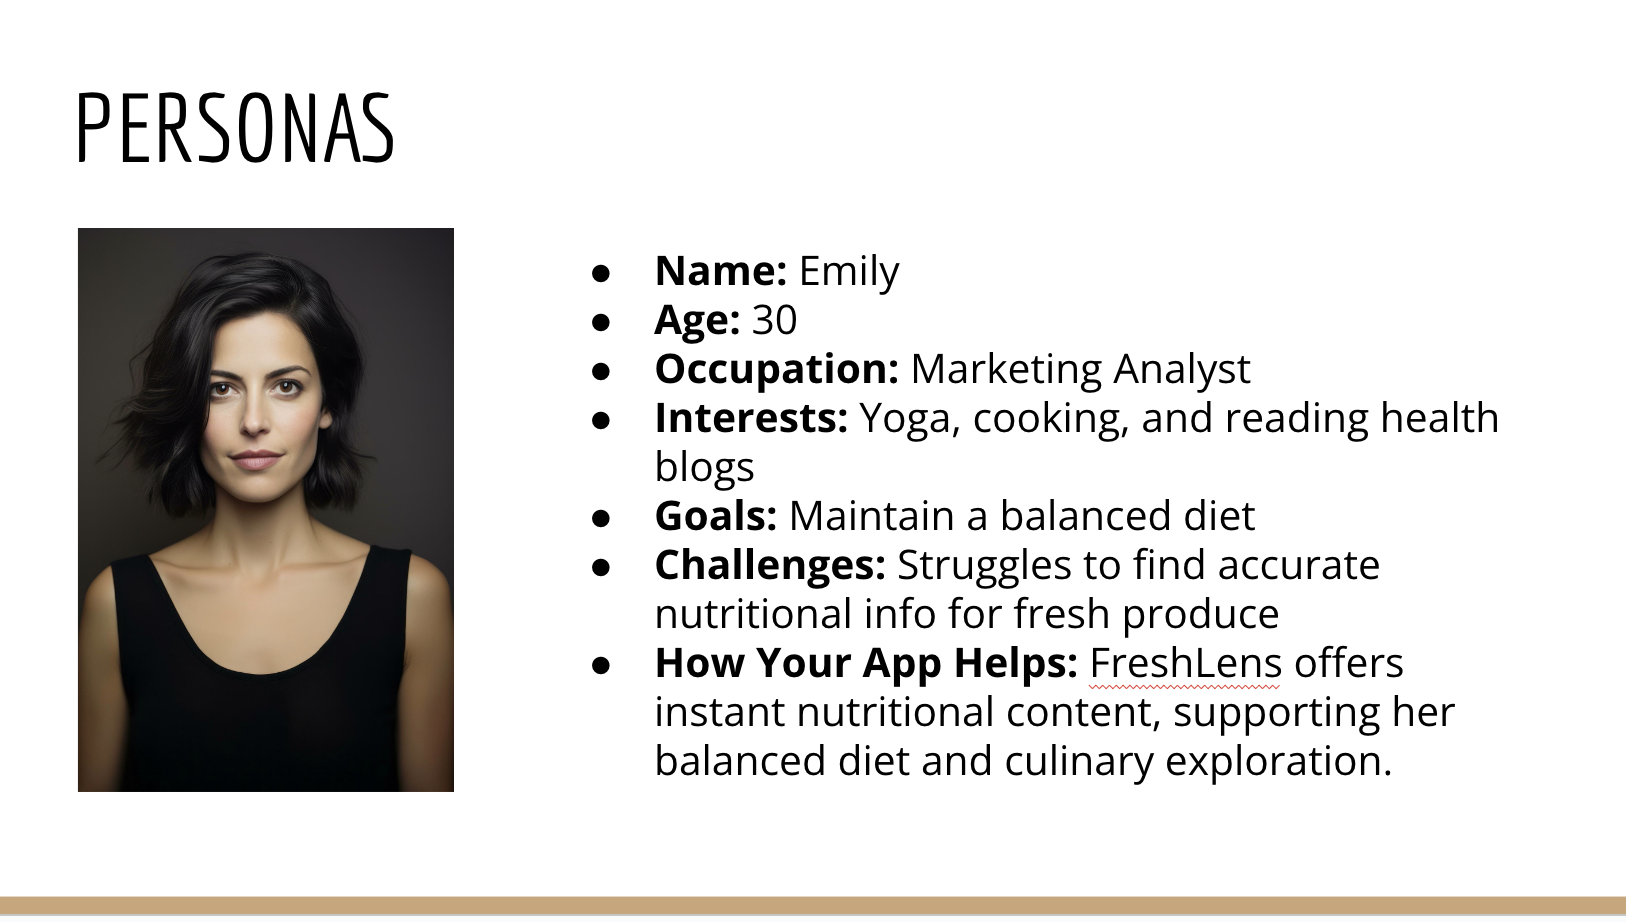 PERSONAS
● Name: Emily
● Age: 30
● Occupation: Marketing Analyst
● Interests: Yoga, cooking, and reading health
blogs
● Goals: Maintain a balanced diet
● Challenges: Struggles to find accurate
nutritional info for fresh produce
● How Your App Helps: FreshLens offers
instant nutritional content, supporting her
balanced diet and culinary exploration.